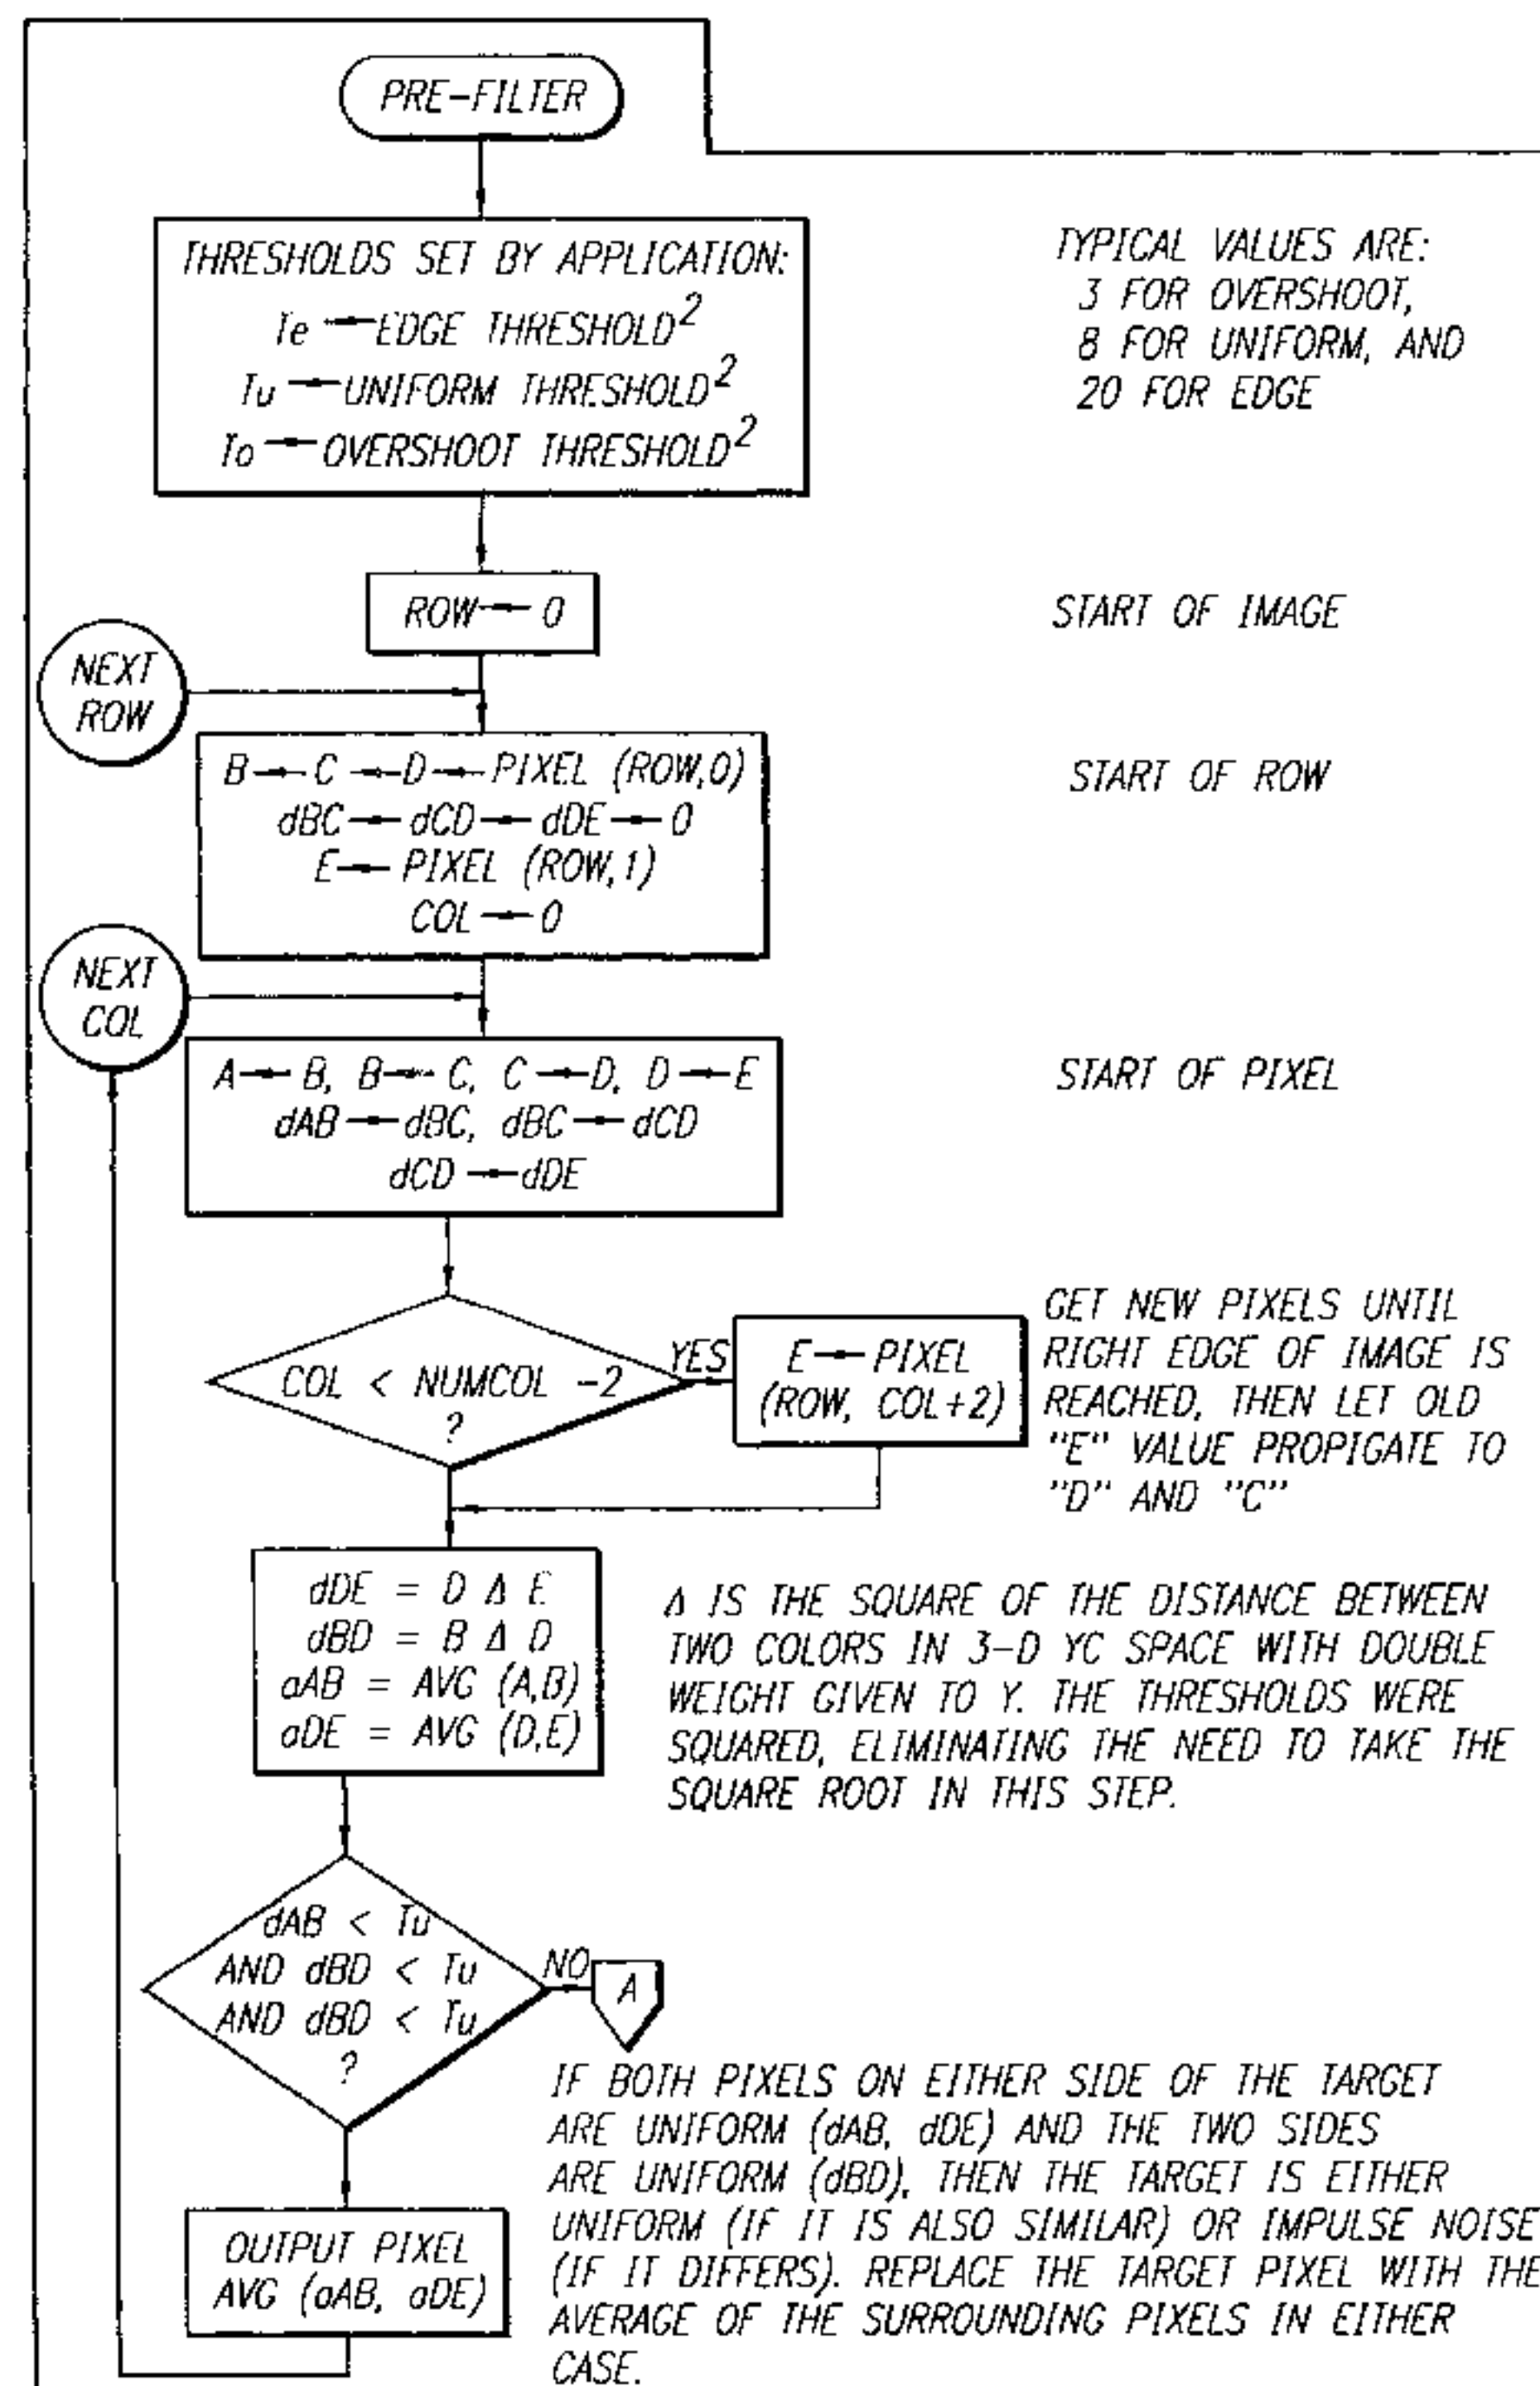 PRE-FILTER
THRESHOLDS SET BY APPLICATION:
Te ← EDGE THRESHOLD²
Tu ← UNIFORM THRESHOLD²
To ← OVERSHOOT THRESHOLD²
TYPICAL VALUES ARE:
3 FOR OVERSHOOT,
8 FOR UNIFORM, AND
20 FOR EDGE
ROW ← 0
START OF IMAGE
NEXT
ROW
B ← C ← D ← PIXEL (ROW,0)
dBC ← dCD ← dDE ← 0
E ← PIXEL (ROW,1)
COL ← 0
START OF ROW
NEXT
COL
A ← B, B ← C, C ← D, D ← E
dAB ← dBC, dBC ← dCD
dCD ← dDE
START OF PIXEL
COL < NUMCOL -2
?
YES
E ← PIXEL
(ROW, COL+2)
GET NEW PIXELS UNTIL
RIGHT EDGE OF IMAGE IS
REACHED, THEN LET OLD
"E" VALUE PROPIGATE TO
"D" AND "C"
dDE = D Δ E
dBD = B Δ D
aAB = AVG (A,B)
aDE = AVG (D,E)
Δ IS THE SQUARE OF THE DISTANCE BETWEEN
TWO COLORS IN 3-D YC SPACE WITH DOUBLE
WEIGHT GIVEN TO Y. THE THRESHOLDS WERE
SQUARED, ELIMINATING THE NEED TO TAKE THE
SQUARE ROOT IN THIS STEP.
dAB < Tu
AND dBD < Tu
AND dBD < Tu
?
NO
A
IF BOTH PIXELS ON EITHER SIDE OF THE TARGET
ARE UNIFORM (dAB, dDE) AND THE TWO SIDES
ARE UNIFORM (dBD), THEN THE TARGET IS EITHER
UNIFORM (IF IT IS ALSO SIMILAR) OR IMPULSE NOISE
(IF IT DIFFERS). REPLACE THE TARGET PIXEL WITH THE
AVERAGE OF THE SURROUNDING PIXELS IN EITHER
CASE.
OUTPUT PIXEL
AVG (aAB, aDE)